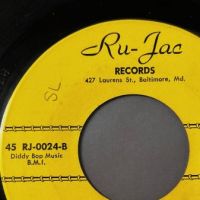 Ru-Jac
RECORDS
427 Laurens St., Baltimore, Md.
SL
45 RJ-0024-B
Diddy Bop Music
B.M.I.